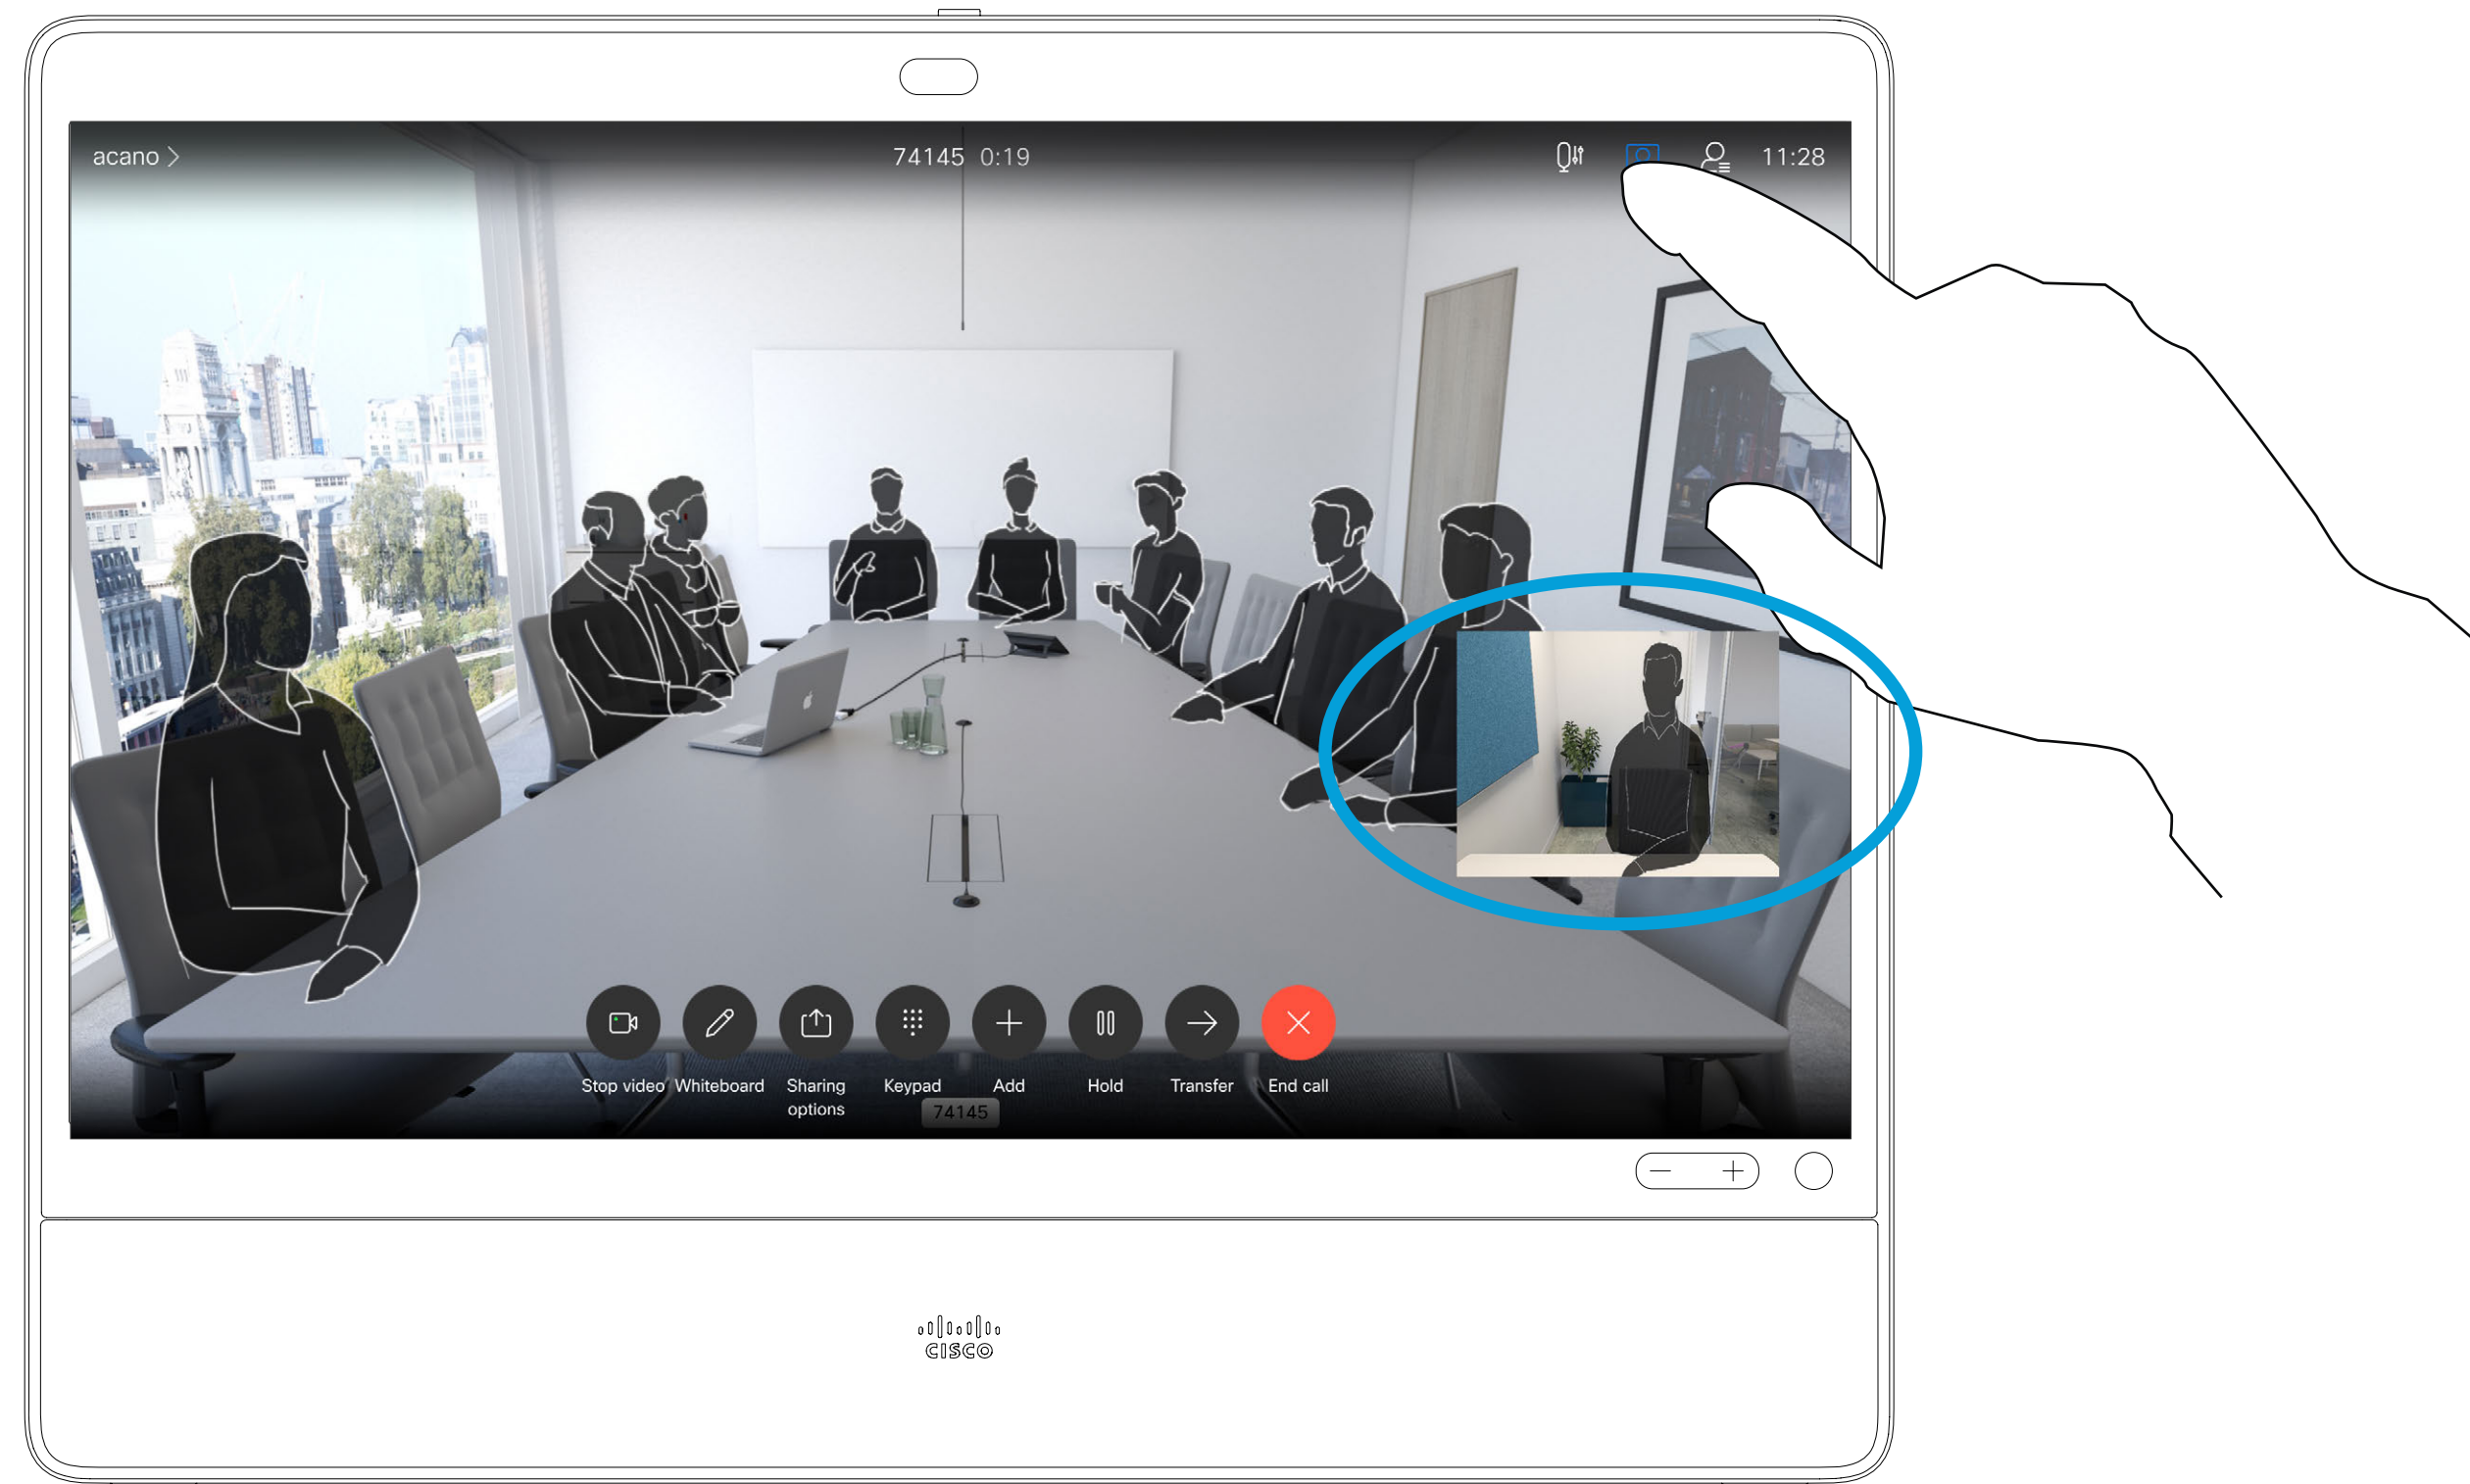 acano
74145 0:19
11:28
Stop video
Whiteboard
Sharing
options
Keypad
Add
Hold
Transfer
End call
74145
CISCO